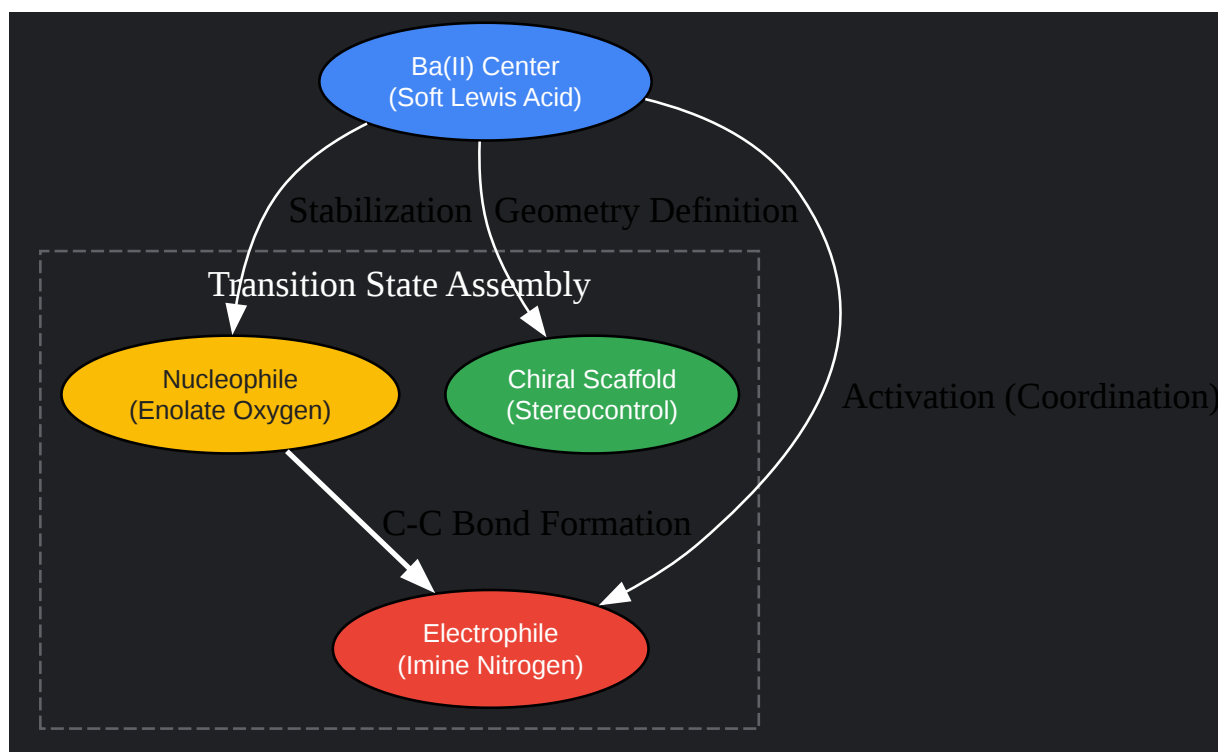 Ba(II) Center
(Soft Lewis Acid)
Stabilization
Geometry Definition
Transition State Assembly
Nucleophile
(Enolate Oxygen)
Chiral Scaffold
(Stereocontrol)
Activation (Coordination)
C-C Bond Formation
Electrophile
(Imine Nitrogen)